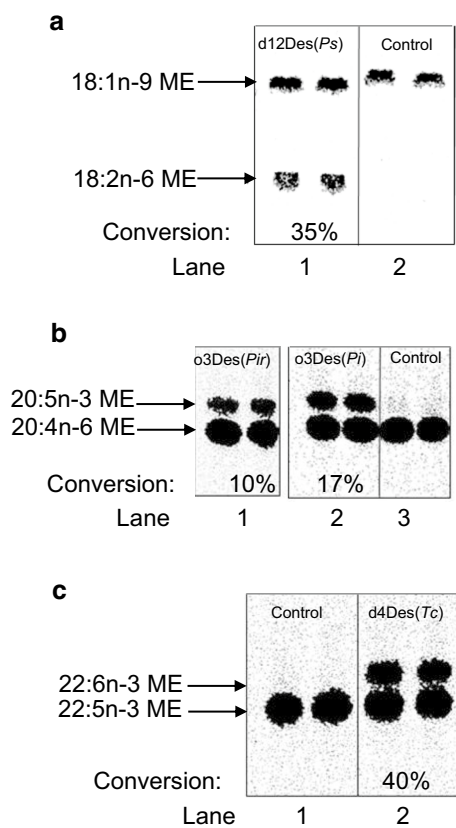 a
d12Des(Ps) Control
18:1n-9 ME
18:2n-6 ME
Conversion: 35%
Lane 1 2
b
o3Des(Pir) o3Des(Pi) Control
20:5n-3 ME
20:4n-6 ME
Conversion: 10% 17%
Lane 1 2 3
c
Control d4Des(Tc)
22:6n-3 ME
22:5n-3 ME
Conversion: 40%
Lane 1 2